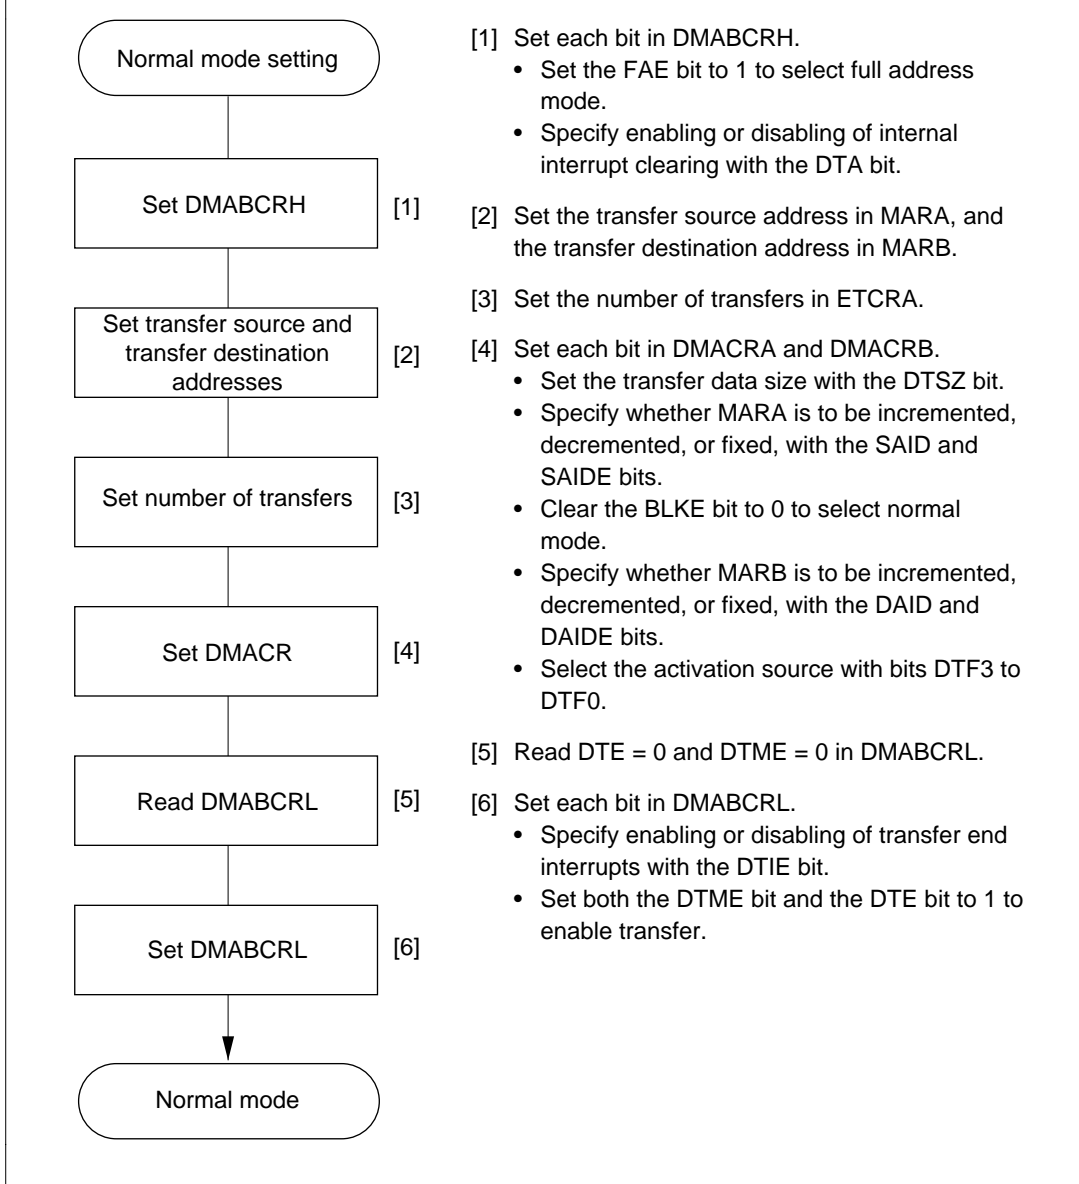 Normal mode setting
Set DMABCRH
[1]
Set transfer source and
transfer destination
addresses
[2]
Set number of transfers
[3]
Set DMACR
[4]
Read DMABCRL
[5]
Set DMABCRL
[6]
Normal mode
[1] Set each bit in DMABCRH.
• Set the FAE bit to 1 to select full address
mode.
• Specify enabling or disabling of internal
interrupt clearing with the DTA bit.
[2] Set the transfer source address in MARA, and
the transfer destination address in MARB.
[3] Set the number of transfers in ETCRA.
[4] Set each bit in DMACRA and DMACRB.
• Set the transfer data size with the DTSZ bit.
• Specify whether MARA is to be incremented,
decremented, or fixed, with the SAID and
SAIDE bits.
• Clear the BLKE bit to 0 to select normal
mode.
• Specify whether MARB is to be incremented,
decremented, or fixed, with the DAID and
DAIDE bits.
• Select the activation source with bits DTF3 to
DTF0.
[5] Read DTE = 0 and DTME = 0 in DMABCRL.
[6] Set each bit in DMABCRL.
• Specify enabling or disabling of transfer end
interrupts with the DTIE bit.
• Set both the DTME bit and the DTE bit to 1 to
enable transfer.